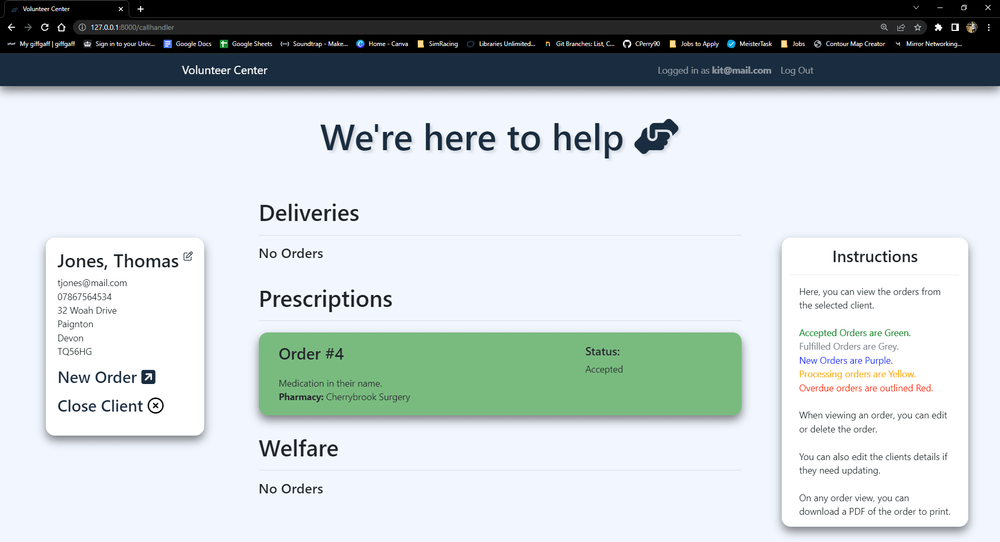 Volunteer Center
127.0.0.1:8000/callhandler
My giffgaff | giffgaff
Sign in to your Univ...
Google Docs
Google Sheets
Soundtrap - Make...
Home - Canva
SimRacing
Libraries Unlimited...
Git Branches: List, C...
CPerry90
Jobs to Apply
MeisterTask
Jobs
Contour Map Creator
Mirror Networking...
Volunteer Center
Logged in as kit@mail.com Log Out
We're here to help
Jones, Thomas
tjones@mail.com
07867564534
32 Woah Drive
Paignton
Devon
TQ56HG
New Order
Close Client
Deliveries
No Orders
Prescriptions
Order #4
Medication in their name.
Pharmacy: Cherrybrook Surgery
Status:
Accepted
Welfare
No Orders
Instructions
Here, you can view the orders from
the selected client.
Accepted Orders are Green.
Fulfilled Orders are Grey.
New Orders are Purple.
Processing orders are Yellow.
Overdue orders are outlined Red.
When viewing an order, you can edit
or delete the order.
You can also edit the clients details if
they need updating.
On any order view, you can
download a PDF of the order to print.